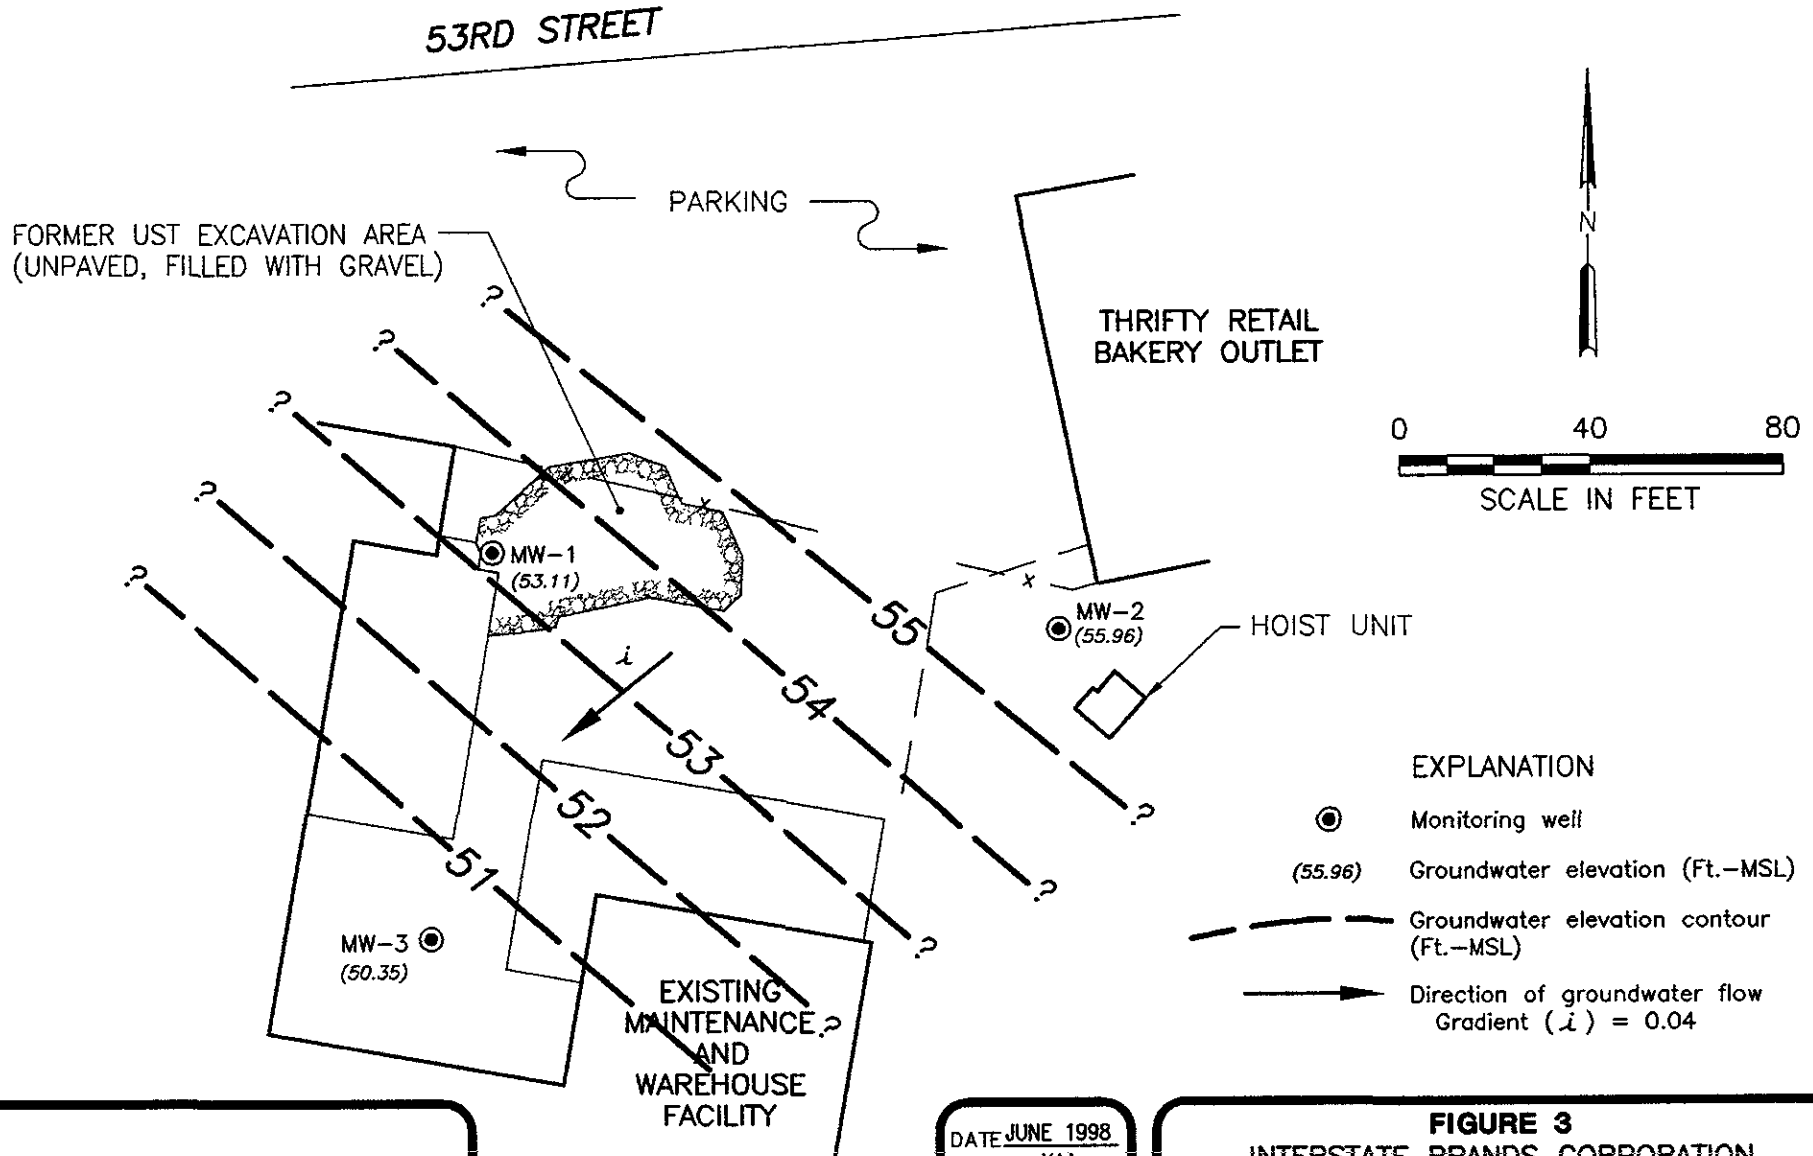 53RD STREET
PARKING
FORMER UST EXCAVATION AREA
(UNPAVED, FILLED WITH GRAVEL)
N
THRIFTY RETAIL
BAKERY OUTLET
0 40 80
SCALE IN FEET
?
?
?
?
?
MW-1
(53.11)
MW-2
(55.96)
HOIST UNIT
i
55
54
53
52
51
?
?
?
?
MW-3
(50.35)
EXISTING
MAINTENANCE
AND
WAREHOUSE
FACILITY
EXPLANATION
Monitoring well
(55.96) Groundwater elevation (Ft.-MSL)
Groundwater elevation contour
(Ft.-MSL)
Direction of groundwater flow
Gradient (i) = 0.04
DATE JUNE 1998
FIGURE 3
INTERSTATE BRANDS CORPORATION